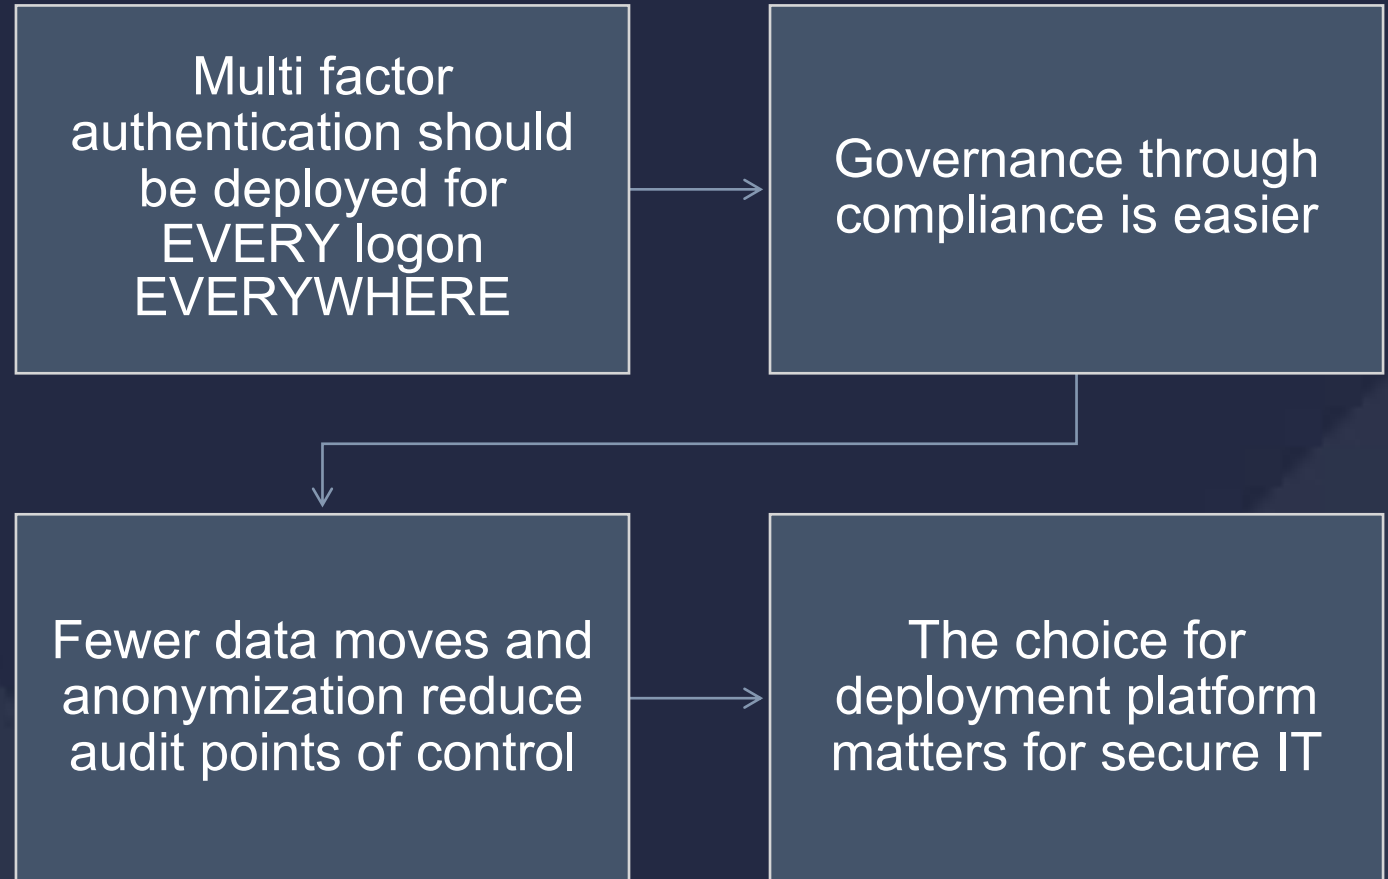 Multi factor
authentication should
be deployed for
EVERY logon
EVERYWHERE
Governance through
compliance is easier
Fewer data moves and
anonymization reduce
audit points of control
The choice for
deployment platform
matters for secure IT